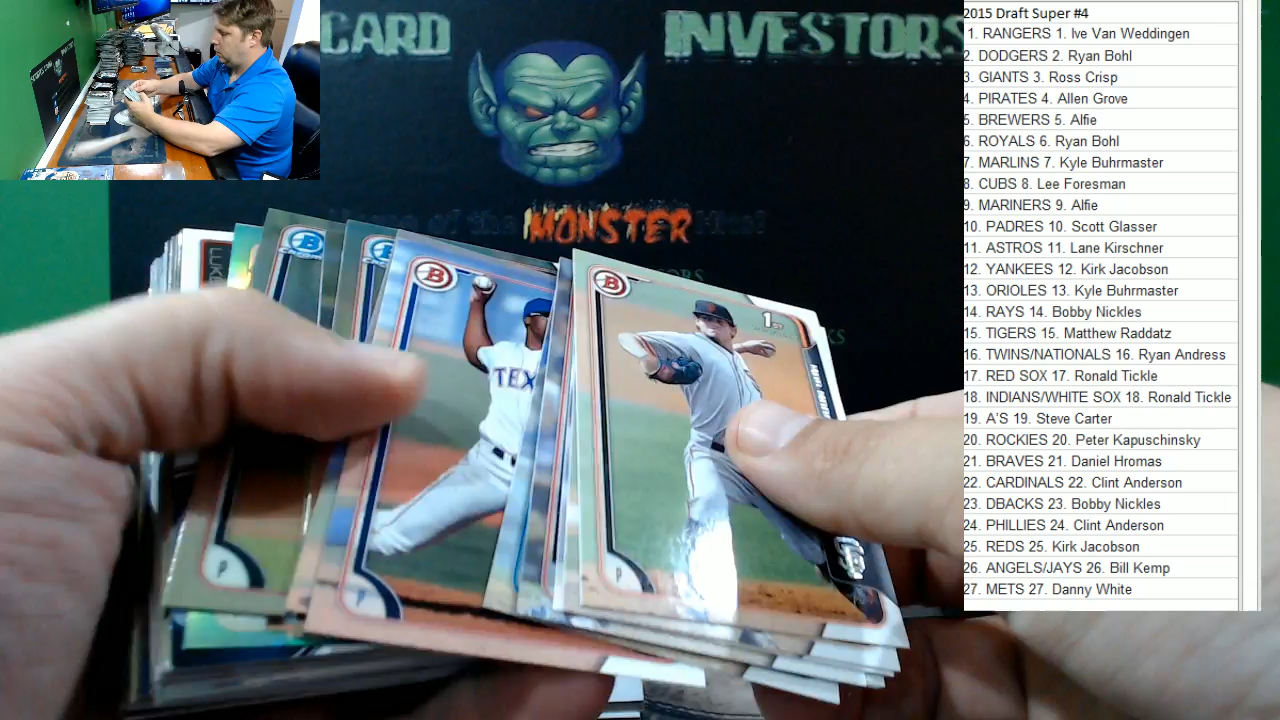 CARD INVESTORS
MONSTER
LUKE
B
B
B
B
1ST
TEX
P
P
P
SF
2015 Draft Super #4
1. RANGERS 1. Ive Van Weddingen
2. DODGERS 2. Ryan Bohl
3. GIANTS 3. Ross Crisp
4. PIRATES 4. Allen Grove
5. BREWERS 5. Alfie
6. ROYALS 6. Ryan Bohl
7. MARLINS 7. Kyle Buhrmaster
8. CUBS 8. Lee Foresman
9. MARINERS 9. Alfie
10. PADRES 10. Scott Glasser
11. ASTROS 11. Lane Kirschner
12. YANKEES 12. Kirk Jacobson
13. ORIOLES 13. Kyle Buhrmaster
14. RAYS 14. Bobby Nickles
15. TIGERS 15. Matthew Raddatz
16. TWINS/NATIONALS 16. Ryan Andress
17. RED SOX 17. Ronald Tickle
18. INDIANS/WHITE SOX 18. Ronald Tickle
19. A'S 19. Steve Carter
20. ROCKIES 20. Peter Kapuschinsky
21. BRAVES 21. Daniel Hromas
22. CARDINALS 22. Clint Anderson
23. DBACKS 23. Bobby Nickles
24. PHILLIES 24. Clint Anderson
25. REDS 25. Kirk Jacobson
26. ANGELS/JAYS 26. Bill Kemp
27. METS 27. Danny White